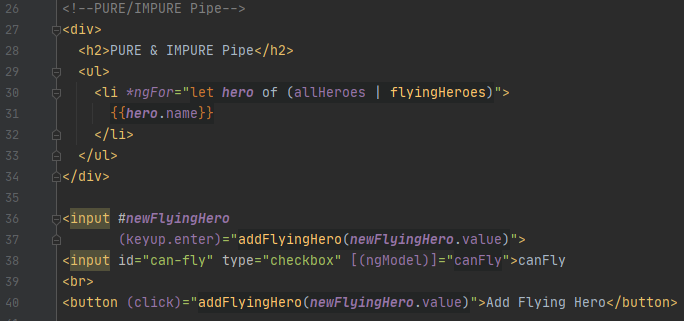 26 <!--PURE/IMPURE Pipe-->
27 <div>
28 <h2>PURE & IMPURE Pipe</h2>
29 <ul>
30 <li *ngFor="let hero of (allHeroes | flyingHeroes)">
31 {{hero.name}}
32 </li>
33 </ul>
34 </div>
35
36 <input #newFlyingHero
37 (keyup.enter)="addFlyingHero(newFlyingHero.value)">
38 <input id="can-fly" type="checkbox" [(ngModel)]="canFly">canFly
39 <br>
40 <button (click)="addFlyingHero(newFlyingHero.value)">Add Flying Hero</button>